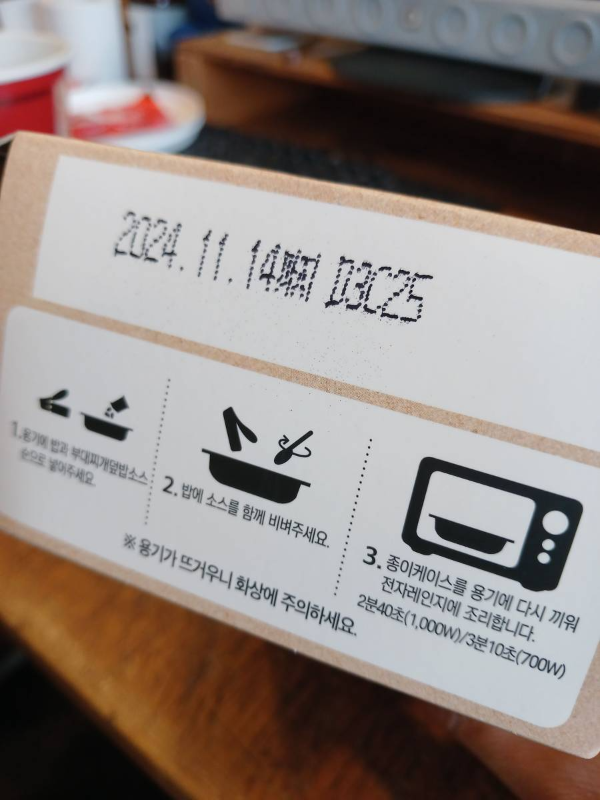 2024.11.14까지 D3C25
1.용기에 밥과 부대찌개덮밥소스
순으로 넣어주세요.
2. 밥에 소스를 함께 비벼주세요.
3. 종이케이스를 용기에 다시 끼워
전자레인지에 조리합니다.
2분40초(1,000W)/3분10초(700W)
※ 용기가 뜨거우니 화상에 주의하세요.